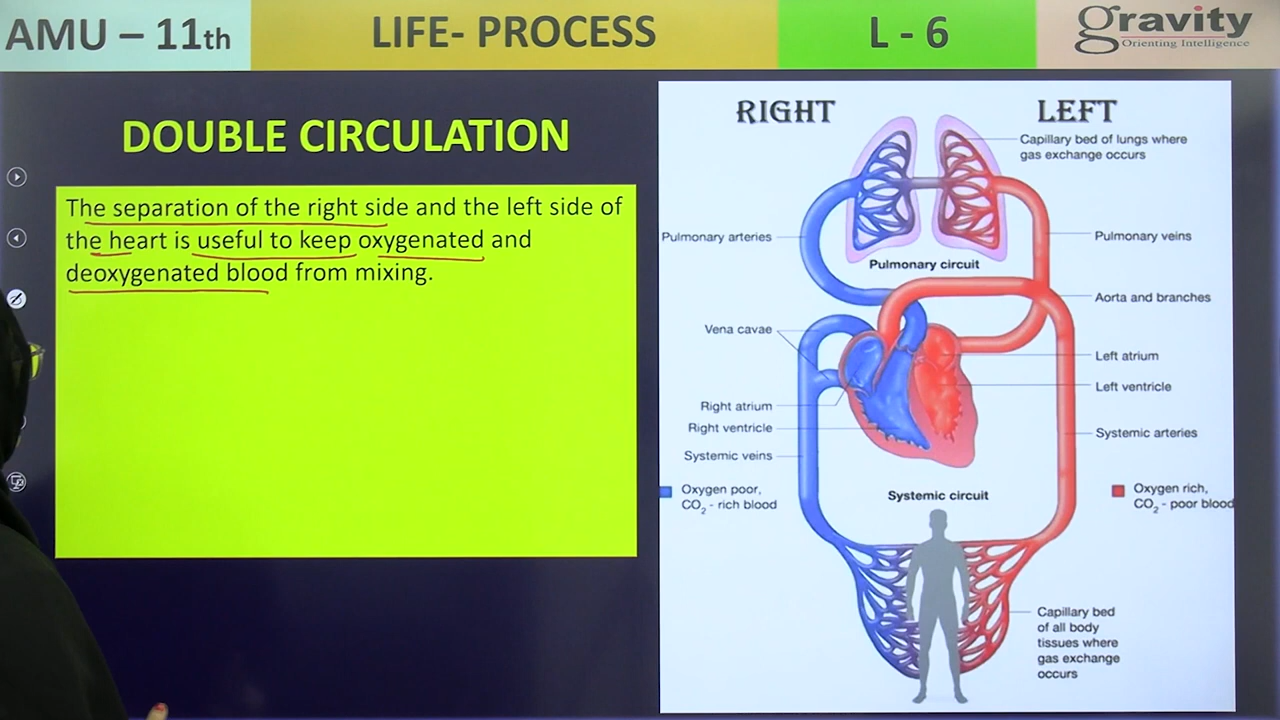 AMU – 11th
LIFE- PROCESS
L - 6
gravity
Orienting Intelligence
DOUBLE CIRCULATION
The separation of the right side and the left side of
the heart is useful to keep oxygenated and
deoxygenated blood from mixing.
RIGHT
LEFT
Capillary bed of lungs where
gas exchange occurs
Pulmonary arteries
Pulmonary veins
Pulmonary circuit
Aorta and branches
Vena cavae
Left atrium
Left ventricle
Right atrium
Right ventricle
Systemic arteries
Systemic veins
Oxygen poor,
CO2 - rich blood
Systemic circuit
Oxygen rich,
CO2 - poor blood
Capillary bed
of all body
tissues where
gas exchange
occurs